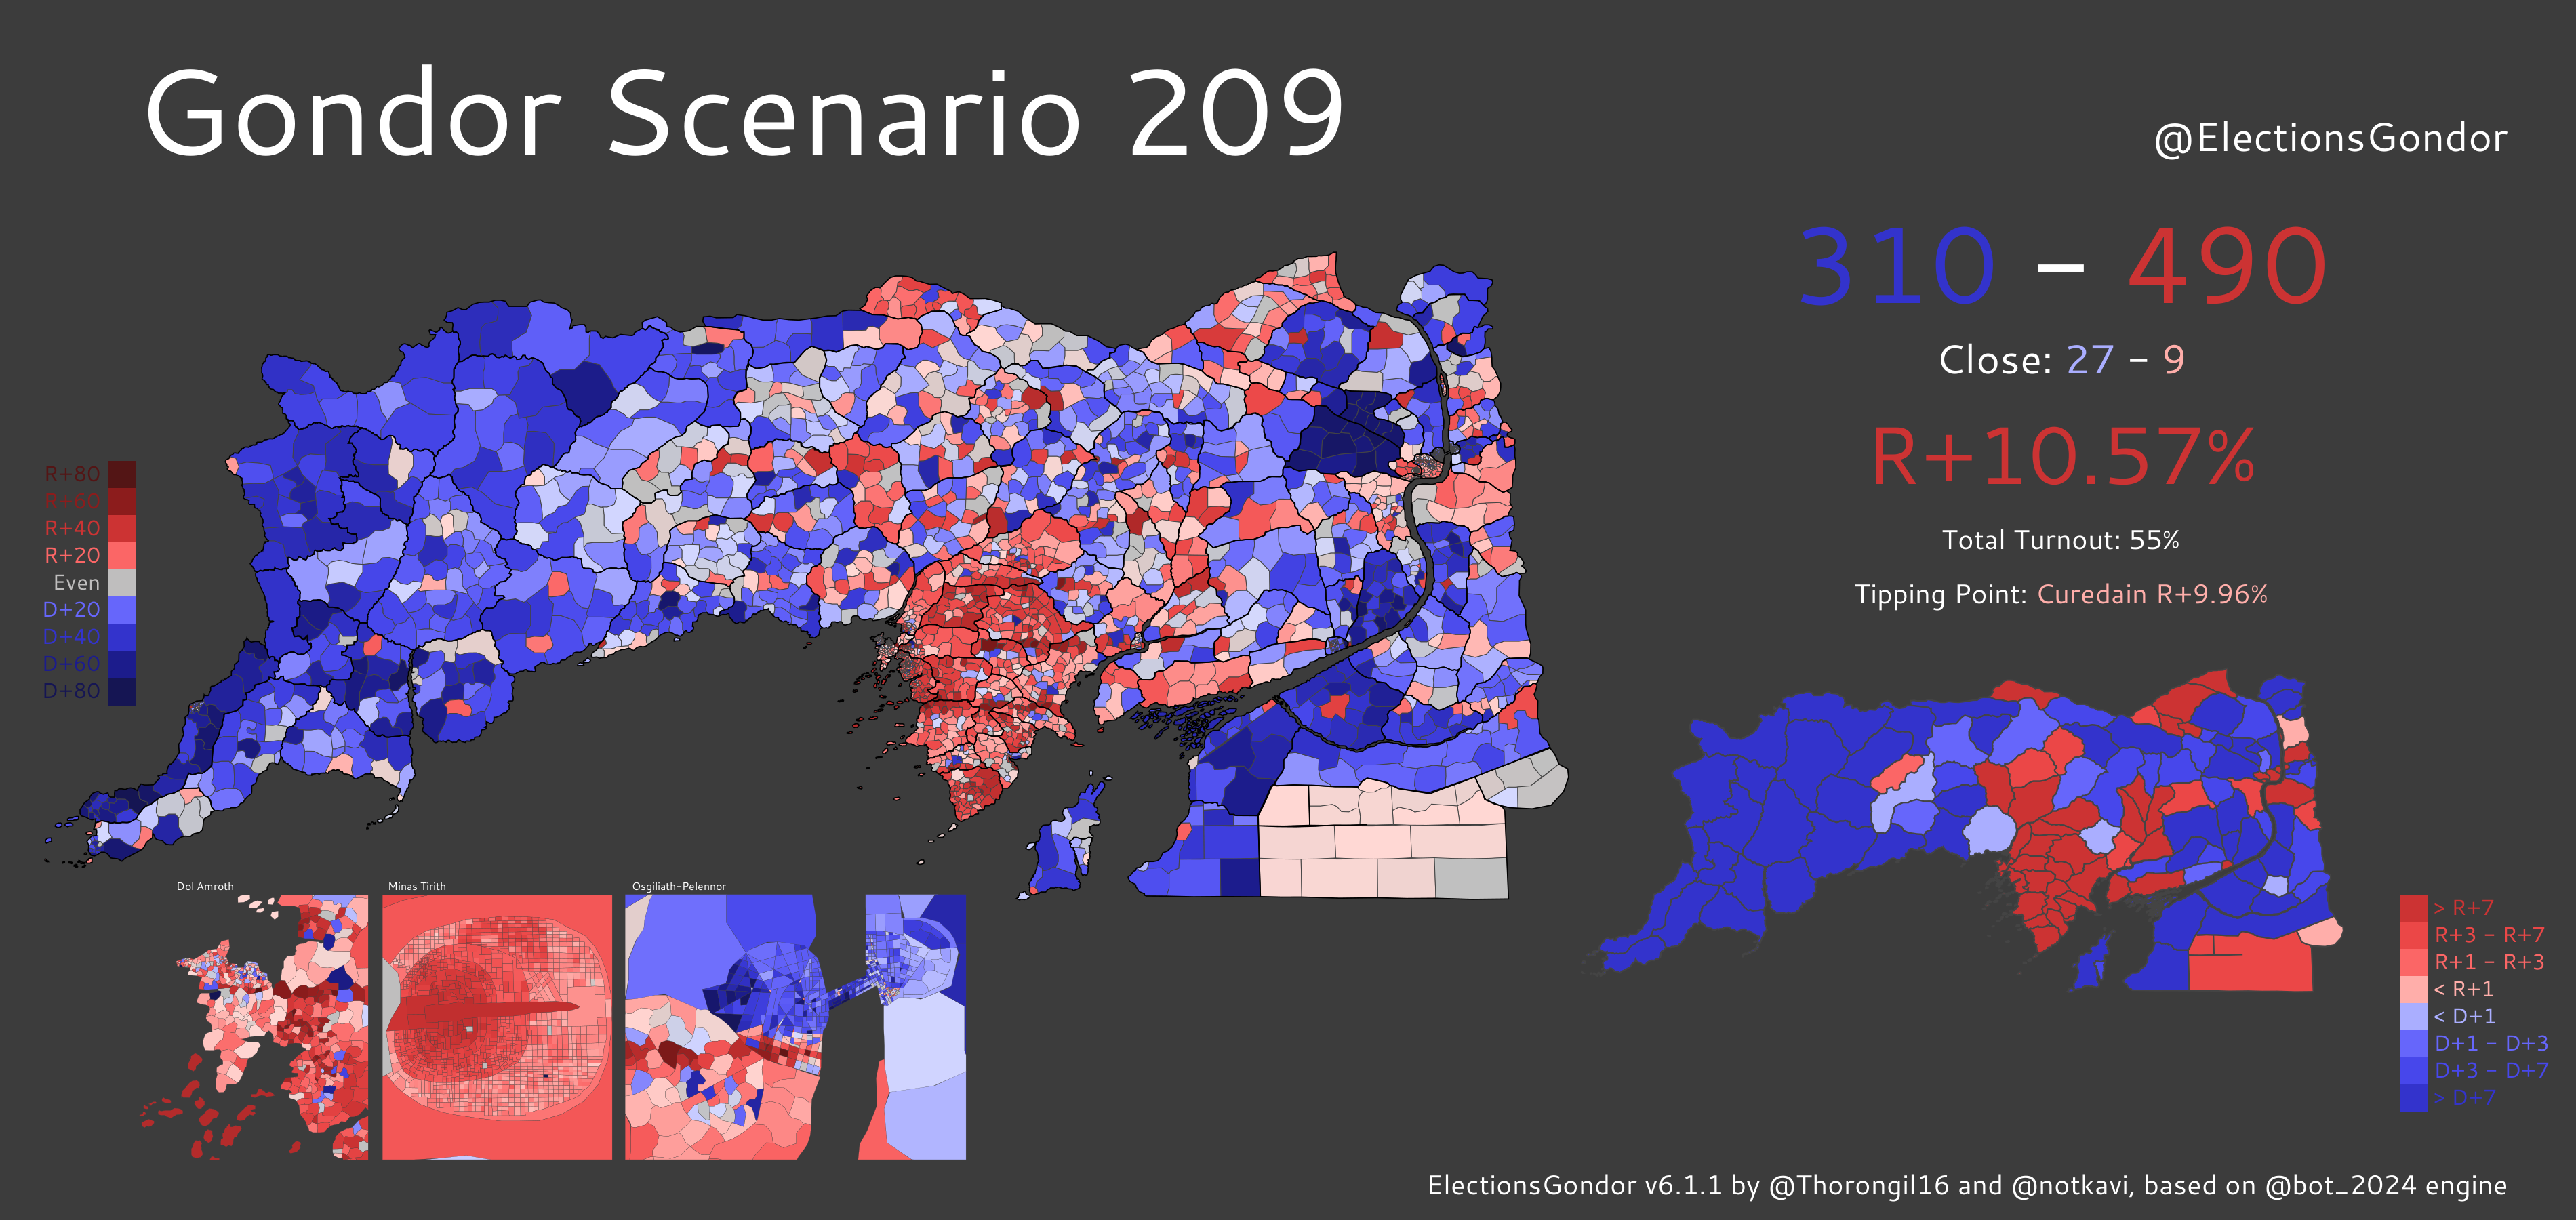 Gondor Scenario 209
@ElectionsGondor
310 – 490
Close: 27 – 9
R+10.57%
Total Turnout: 55%
Tipping Point: Curedain R+9.96%
R+80
R+60
R+40
R+20
Even
D+20
D+40
D+60
D+80
Dol Amroth
Minas Tirith
Osgiliath-Pelennor
> R+7
R+3 – R+7
R+1 – R+3
< R+1
< D+1
D+1 – D+3
D+3 – D+7
> D+7
ElectionsGondor v6.1.1 by @Thorongil16 and @notkavi, based on @bot_2024 engine